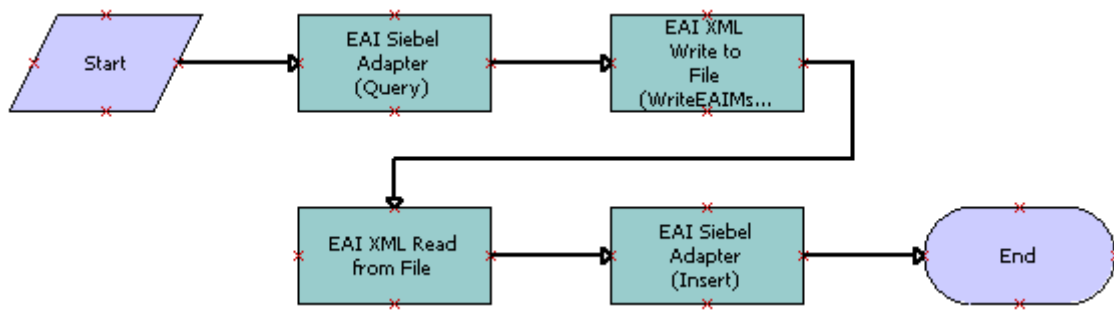 Start
EAI Siebel
Adapter
(Query)
EAI XML
Write to
File
(WriteEAIMs...
EAI XML Read
from File
EAI Siebel
Adapter
(Insert)
End